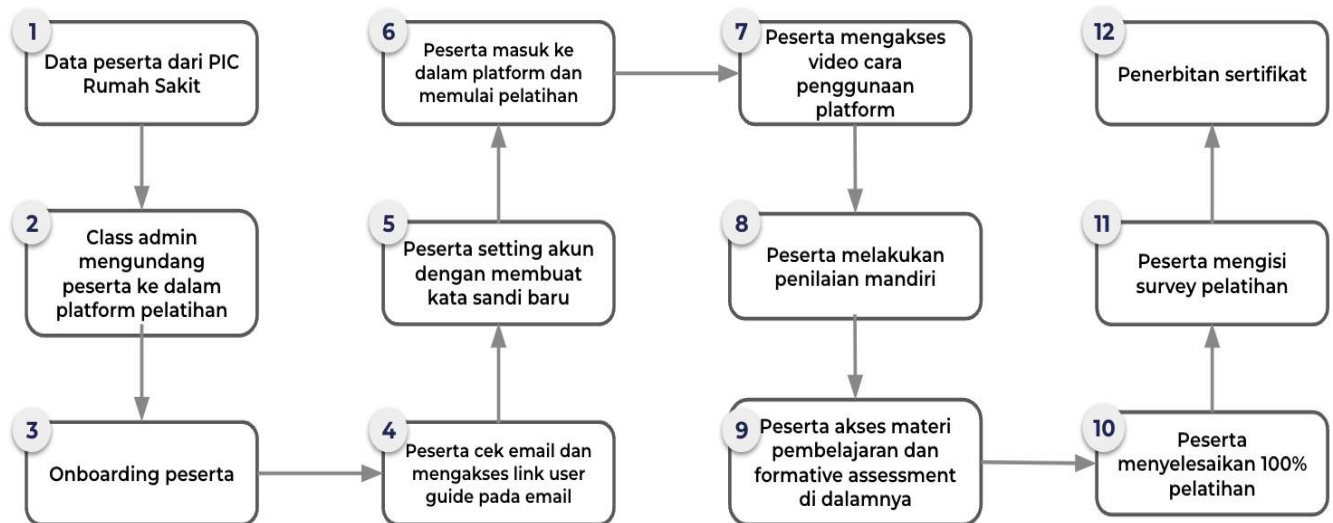 1
Data peserta dari PIC
Rumah Sakit
2
Class admin
mengundang
peserta ke dalam
platform pelatihan
3
Onboarding peserta
4
Peserta cek email dan
mengakses link user
guide pada email
5
Peserta setting akun
dengan membuat
kata sandi baru
6
Peserta masuk ke
dalam platform dan
memulai pelatihan
7
Peserta mengakses
video cara
penggunaan
platform
8
Peserta melakukan
penilaian mandiri
9
Peserta akses materi
pembelajaran dan
formative assessment
di dalamnya
10
Peserta
menyelesaikan 100%
pelatihan
11
Peserta mengisi
survey pelatihan
12
Penerbitan sertifikat